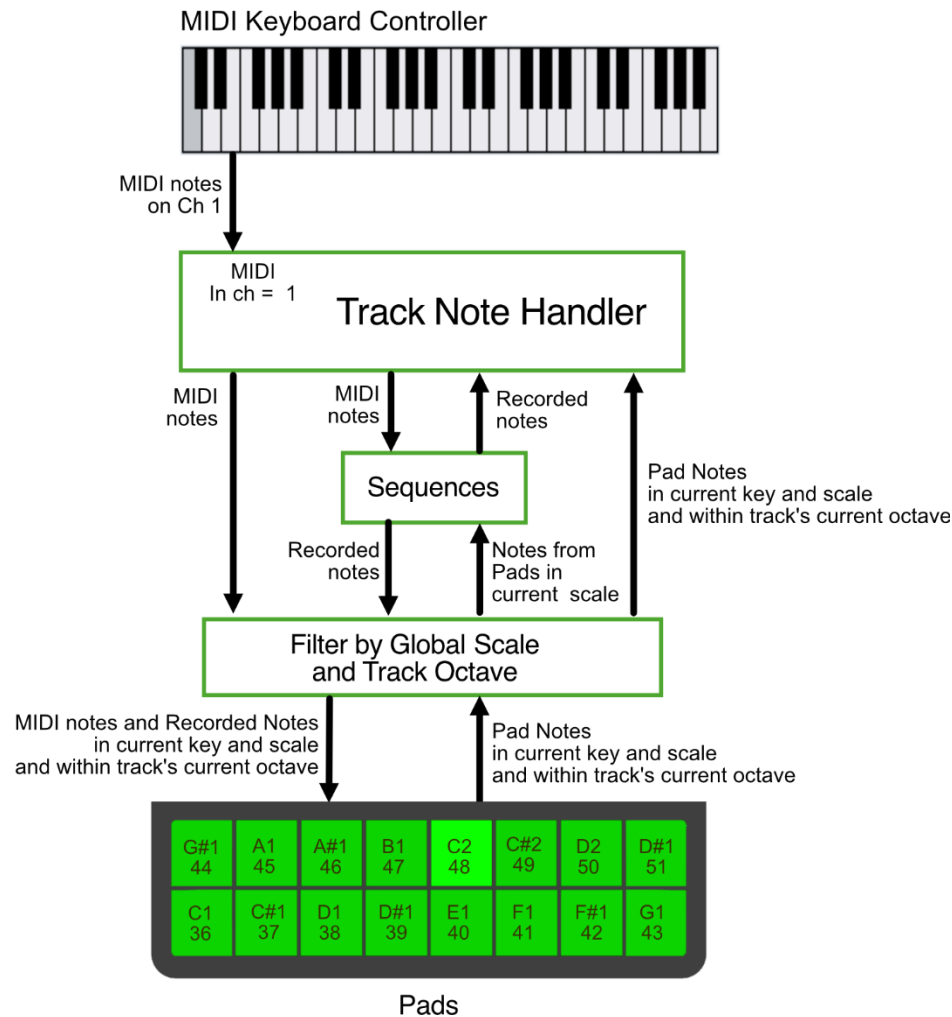 MIDI Keyboard Controller
MIDI notes
on Ch 1
MIDI
In ch =  1
Track Note Handler
MIDI
notes
MIDI
notes
Recorded
notes
Pad Notes
in current key and scale
and within track's current octave
Sequences
Recorded
notes
Notes from
Pads in
current  scale
Filter by Global Scale
and Track Octave
MIDI notes and Recorded Notes
in current key and scale
and within track's current octave
Pad Notes
in current key and scale
and within track's current octave
G#1 A1 A#1 B1 C2 C#2 D2 D#1
44 45 46 47 48 49 50 51
C1 C#1 D1 D#1 E1 F1 F#1 G1
36 37 38 39 40 41 42 43
Pads